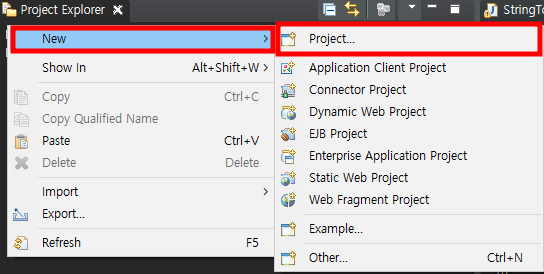 Project Explorer
StringTo
New
Show In Alt+Shift+W
Copy Ctrl+C
Copy Qualified Name
Paste Ctrl+V
Delete Delete
Import
Export...
Refresh F5
Project...
Application Client Project
Connector Project
Dynamic Web Project
EJB Project
Enterprise Application Project
Static Web Project
Web Fragment Project
Example...
Other... Ctrl+N